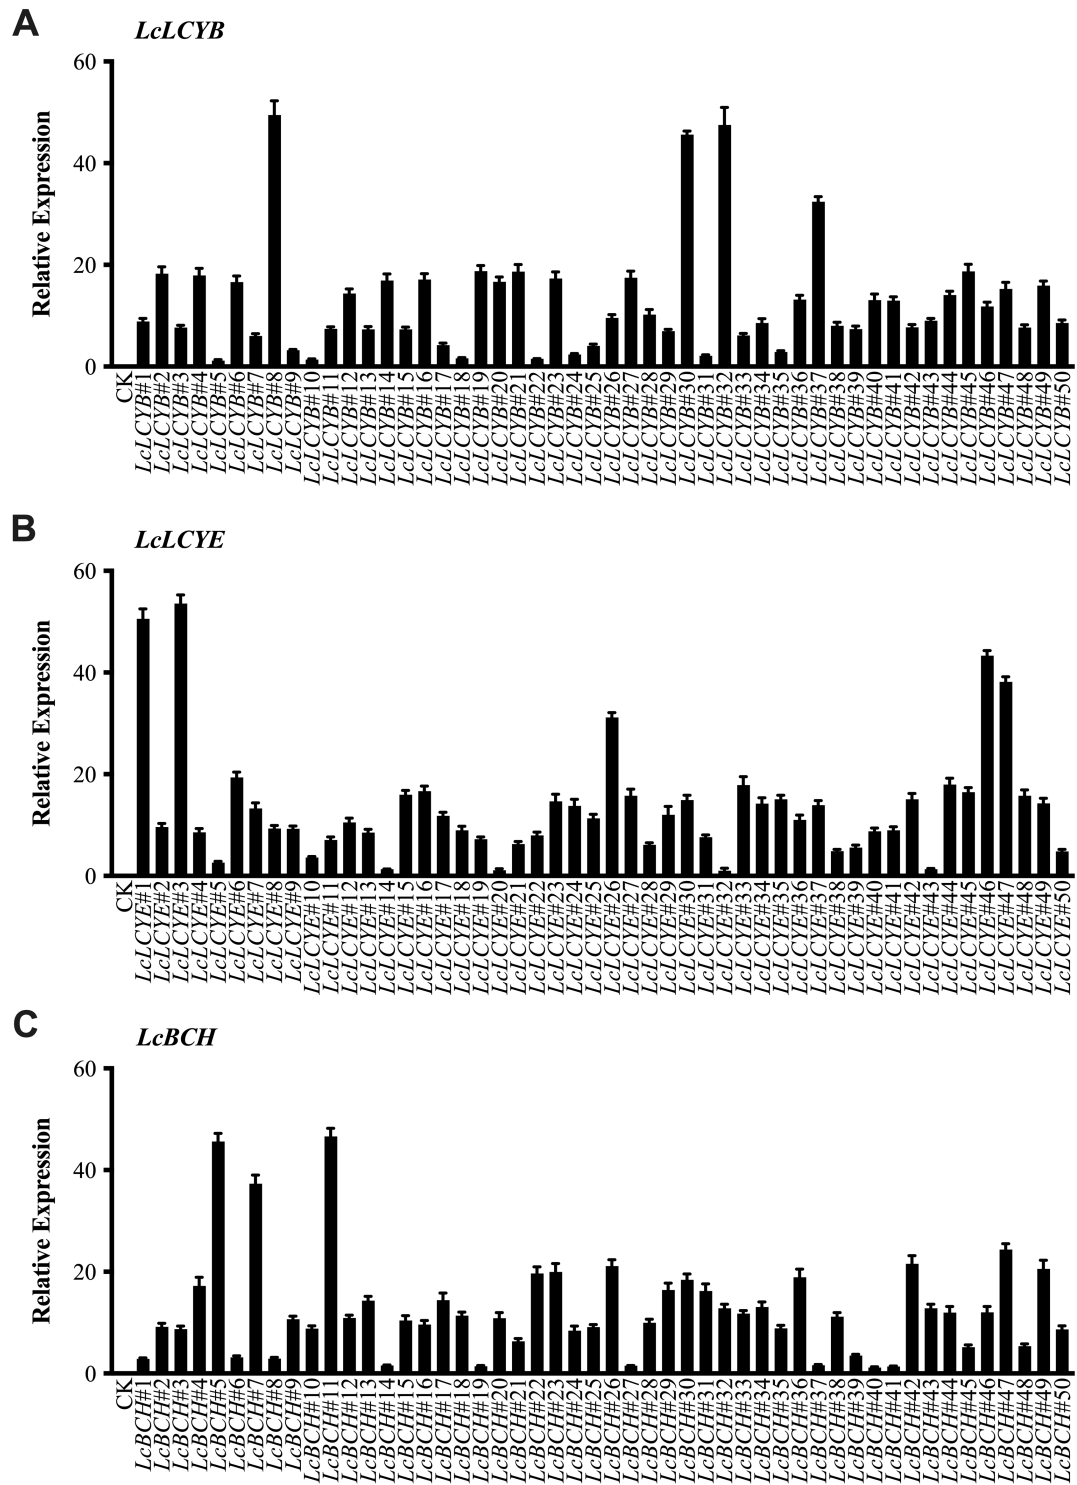 A
LcLCYB
60
40
20
0
Relative Expression
CK
LcLCYB#1
LcLCYB#2
LcLCYB#3
LcLCYB#4
LcLCYB#5
LcLCYB#6
LcLCYB#7
LcLCYB#8
LcLCYB#9
LcLCYB#10
LcLCYB#11
LcLCYB#12
LcLCYB#13
LcLCYB#14
LcLCYB#15
LcLCYB#16
LcLCYB#17
LcLCYB#18
LcLCYB#19
LcLCYB#20
LcLCYB#21
LcLCYB#22
LcLCYB#23
LcLCYB#24
LcLCYB#25
LcLCYB#26
LcLCYB#27
LcLCYB#28
LcLCYB#29
LcLCYB#30
LcLCYB#31
LcLCYB#32
LcLCYB#33
LcLCYB#34
LcLCYB#35
LcLCYB#36
LcLCYB#37
LcLCYB#38
LcLCYB#39
LcLCYB#40
LcLCYB#41
LcLCYB#42
LcLCYB#43
LcLCYB#44
LcLCYB#45
LcLCYB#46
LcLCYB#47
LcLCYB#48
LcLCYB#49
LcLCYB#50
B
LcLCYE
60
40
20
0
Relative Expression
CK
LcLCYE#1
LcLCYE#2
LcLCYE#3
LcLCYE#4
LcLCYE#5
LcLCYE#6
LcLCYE#7
LcLCYE#8
LcLCYE#9
LcLCYE#10
LcLCYE#11
LcLCYE#12
LcLCYE#13
LcLCYE#14
LcLCYE#15
LcLCYE#16
LcLCYE#17
LcLCYE#18
LcLCYE#19
LcLCYE#20
LcLCYE#21
LcLCYE#22
LcLCYE#23
LcLCYE#24
LcLCYE#25
LcLCYE#26
LcLCYE#27
LcLCYE#28
LcLCYE#29
LcLCYE#30
LcLCYE#31
LcLCYE#32
LcLCYE#33
LcLCYE#34
LcLCYE#35
LcLCYE#36
LcLCYE#37
LcLCYE#38
LcLCYE#39
LcLCYE#40
LcLCYE#41
LcLCYE#42
LcLCYE#43
LcLCYE#44
LcLCYE#45
LcLCYE#46
LcLCYE#47
LcLCYE#48
LcLCYE#49
LcLCYE#50
C
LcBCH
60
40
20
0
Relative Expression
CK
LcBCH#1
LcBCH#2
LcBCH#3
LcBCH#4
LcBCH#5
LcBCH#6
LcBCH#7
LcBCH#8
LcBCH#9
LcBCH#10
LcBCH#11
LcBCH#12
LcBCH#13
LcBCH#14
LcBCH#15
LcBCH#16
LcBCH#17
LcBCH#18
LcBCH#19
LcBCH#20
LcBCH#21
LcBCH#22
LcBCH#23
LcBCH#24
LcBCH#25
LcBCH#26
LcBCH#27
LcBCH#28
LcBCH#29
LcBCH#30
LcBCH#31
LcBCH#32
LcBCH#33
LcBCH#34
LcBCH#35
LcBCH#36
LcBCH#37
LcBCH#38
LcBCH#39
LcBCH#40
LcBCH#41
LcBCH#42
LcBCH#43
LcBCH#44
LcBCH#45
LcBCH#46
LcBCH#47
LcBCH#48
LcBCH#49
LcBCH#50